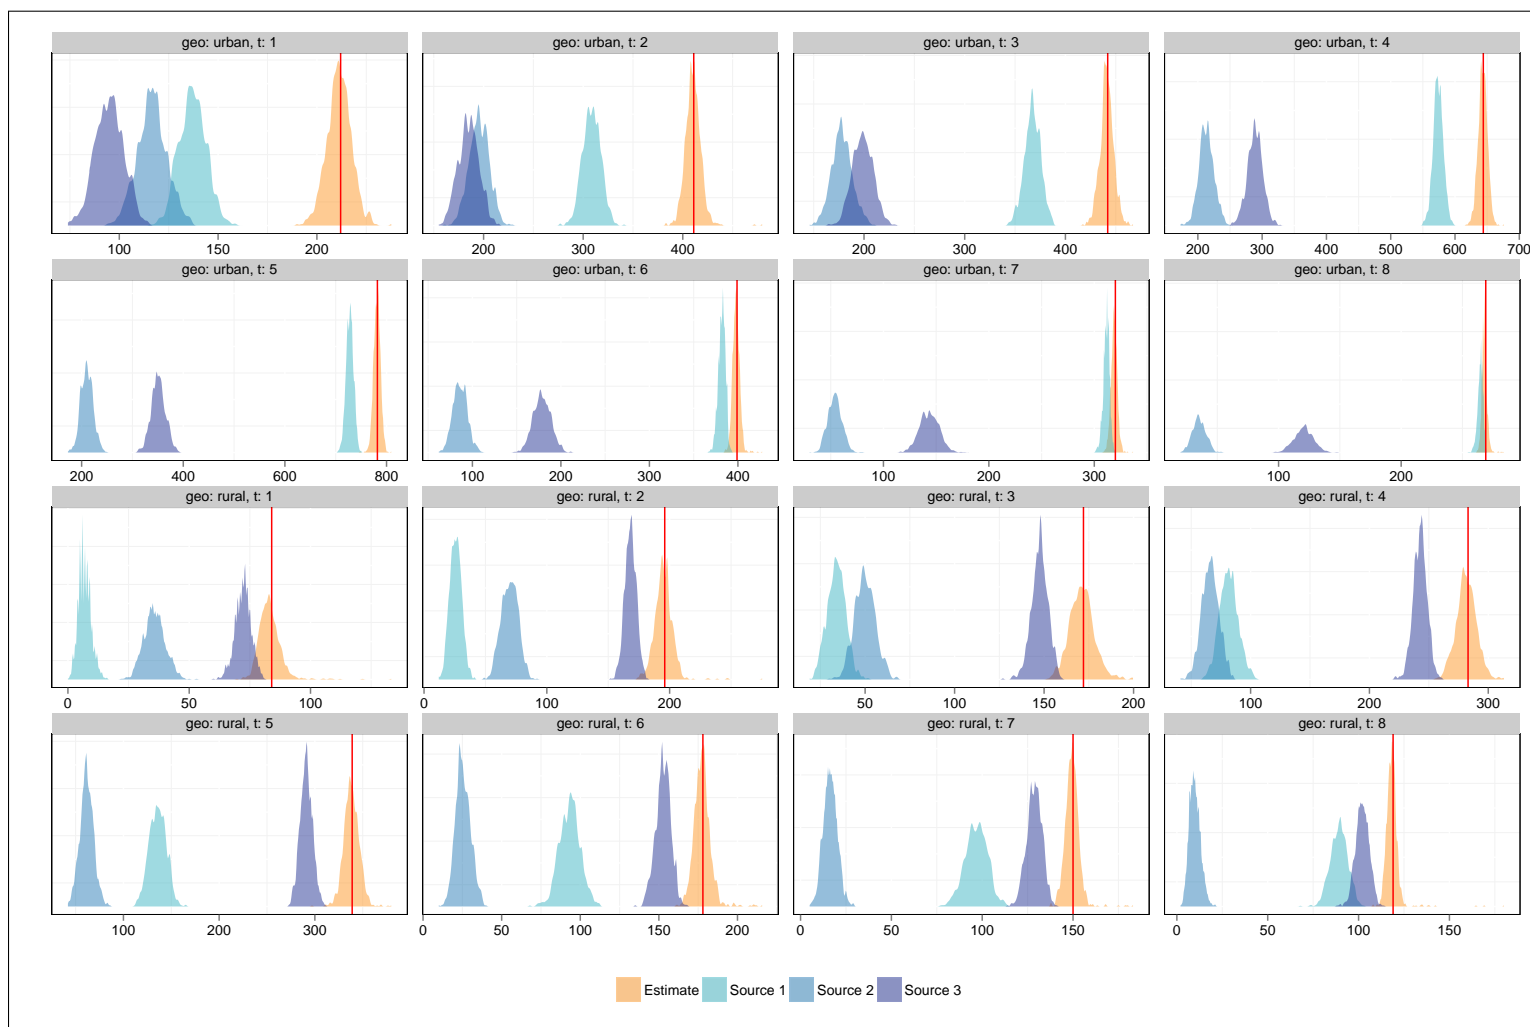 geo: urban, t: 1 geo: urban, t: 2 geo: urban, t: 3 geo: urban, t: 4
100 150 200 200 300 400 200 300 400 200 300 400 500 600 700
geo: urban, t: 5 geo: urban, t: 6 geo: urban, t: 7 geo: urban, t: 8
200 400 600 800 100 200 300 400 100 200 300 100 200
geo: rural, t: 1 geo: rural, t: 2 geo: rural, t: 3 geo: rural, t: 4
0 50 100 0 100 200 50 100 150 200 100 200 300
geo: rural, t: 5 geo: rural, t: 6 geo: rural, t: 7 geo: rural, t: 8
100 200 300 0 50 100 150 200 0 50 100 150 0 50 100 150
Estimate Source 1 Source 2 Source 3